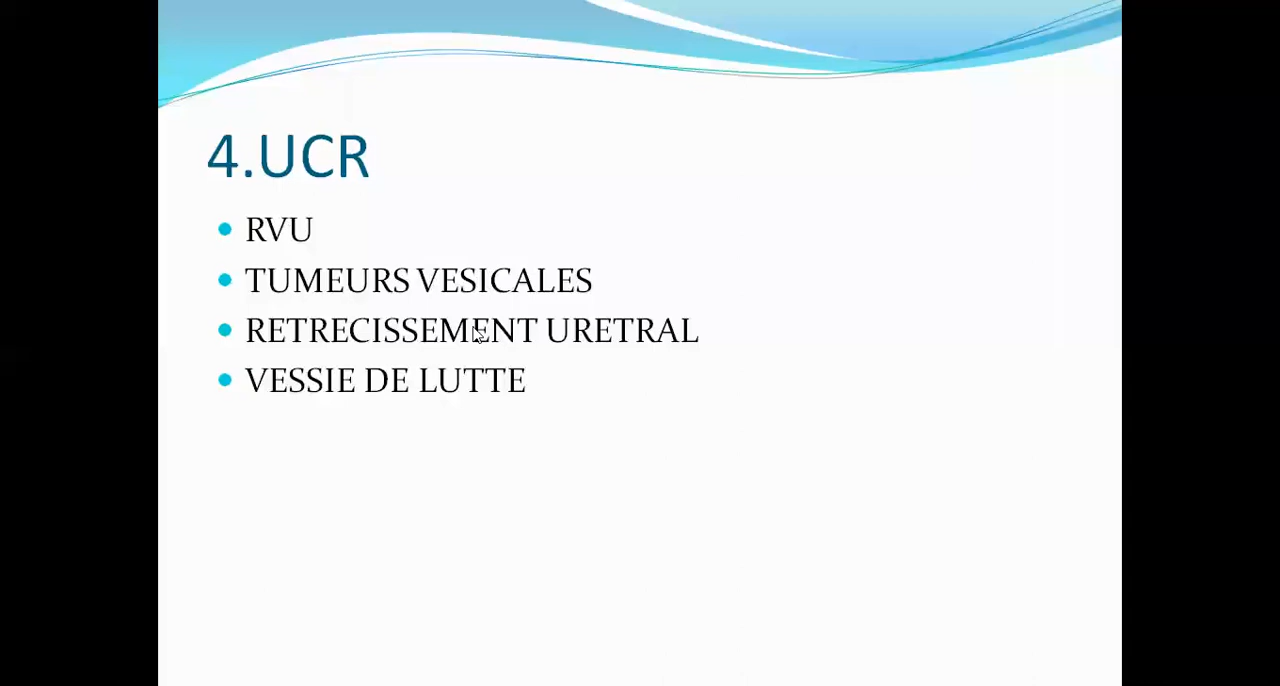 4.UCR
• RVU
• TUMEURS VESICALES
• RETRECISSEMENT URETRAL
• VESSIE DE LUTTE